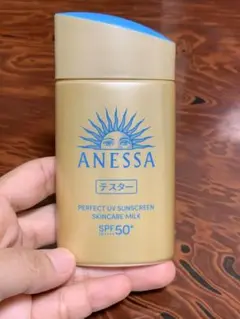 ANESSA
テスター
PERFECT UV SUNSCREEN
SKINCARE MILK
SPF50+